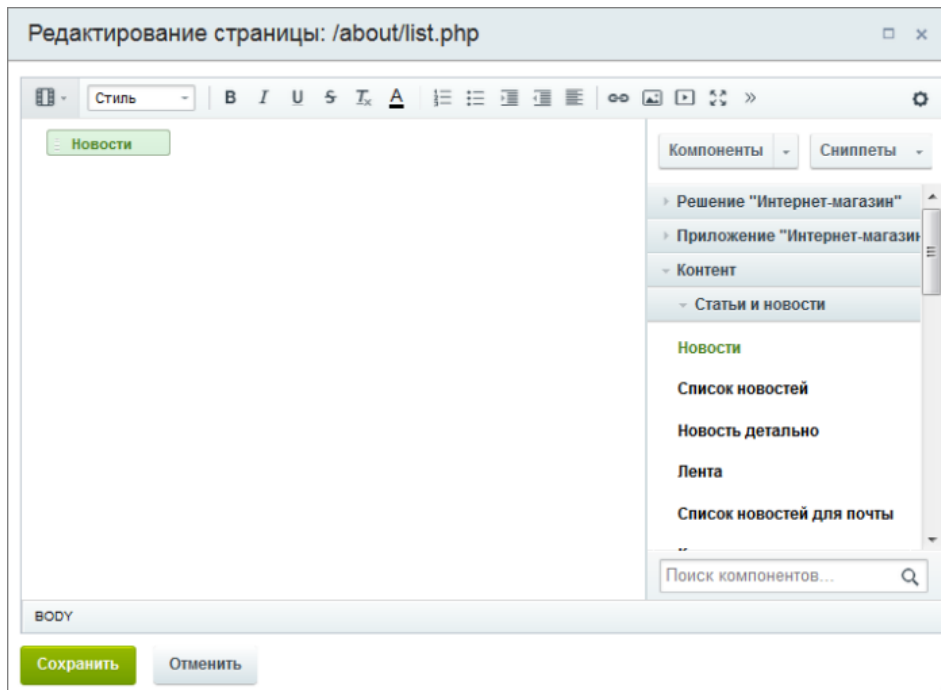 Редактирование страницы: /about/list.php
Стиль
Новости
Компоненты
Сниппеты
Решение "Интернет-магазин"
Приложение "Интернет-магазин
Контент
Статьи и новости
Новости
Список новостей
Новость детально
Лента
Список новостей для почты
Поиск компонентов...
BODY
Сохранить
Отменить